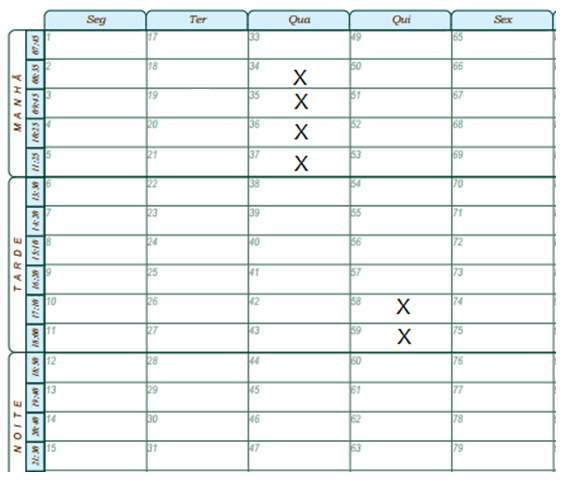 Seg Ter Qua Qui Sex
MANHÃ
07:45 1 17 33 49 65
08:35 2 18 34 X 50 66
09:45 3 19 35 X 51 67
10:25 4 20 36 X 52 68
11:25 5 21 37 X 53 69
TARDE
13:30 6 22 38 54 70
14:20 7 23 39 55 71
15:10 8 24 40 56 72
16:20 9 25 41 57 73
17:10 10 26 42 58 X 74
18:00 11 27 43 59 X 75
NOITE
18:50 12 28 44 60 76
19:40 13 29 45 61 77
20:40 14 30 46 62 78
21:30 15 31 47 63 79